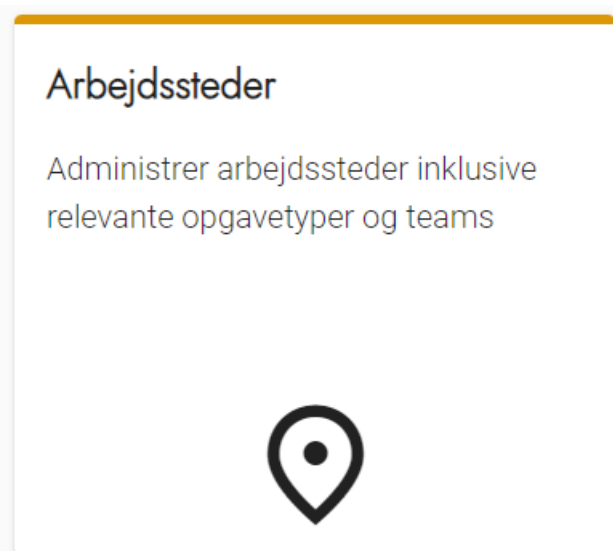 Arbejdssteder
Administrer arbejdssteder inklusive
relevante opgavetyper og teams